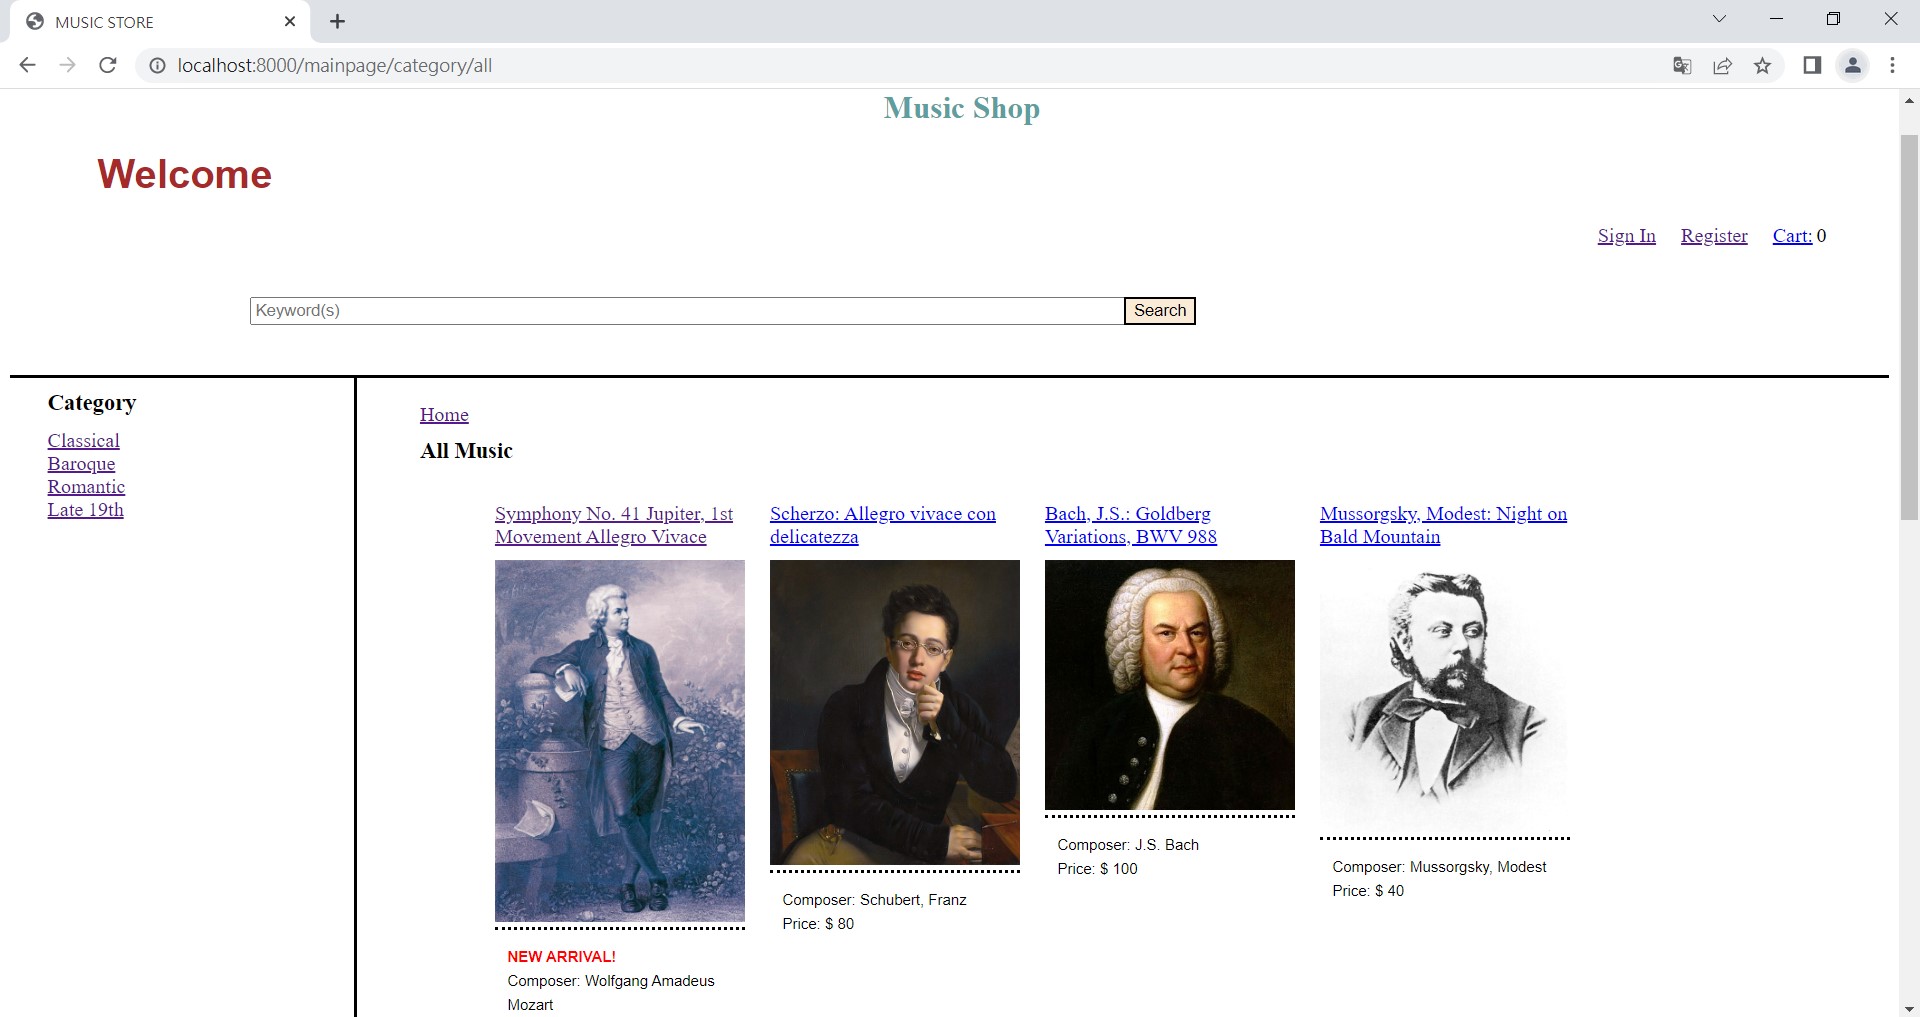 MUSIC STORE
localhost:8000/mainpage/category/all
Music Shop
Welcome
Sign In Register Cart: 0
Keyword(s) Search
Category
Classical
Baroque
Romantic
Late 19th
Home
All Music
Symphony No. 41 Jupiter, 1st
Movement Allegro Vivace
NEW ARRIVAL!
Composer: Wolfgang Amadeus
Mozart
Scherzo: Allegro vivace con
delicatezza
Composer: Schubert, Franz
Price: $ 80
Bach, J.S.: Goldberg
Variations, BWV 988
Composer: J.S. Bach
Price: $ 100
Mussorgsky, Modest: Night on
Bald Mountain
Composer: Mussorgsky, Modest
Price: $ 40